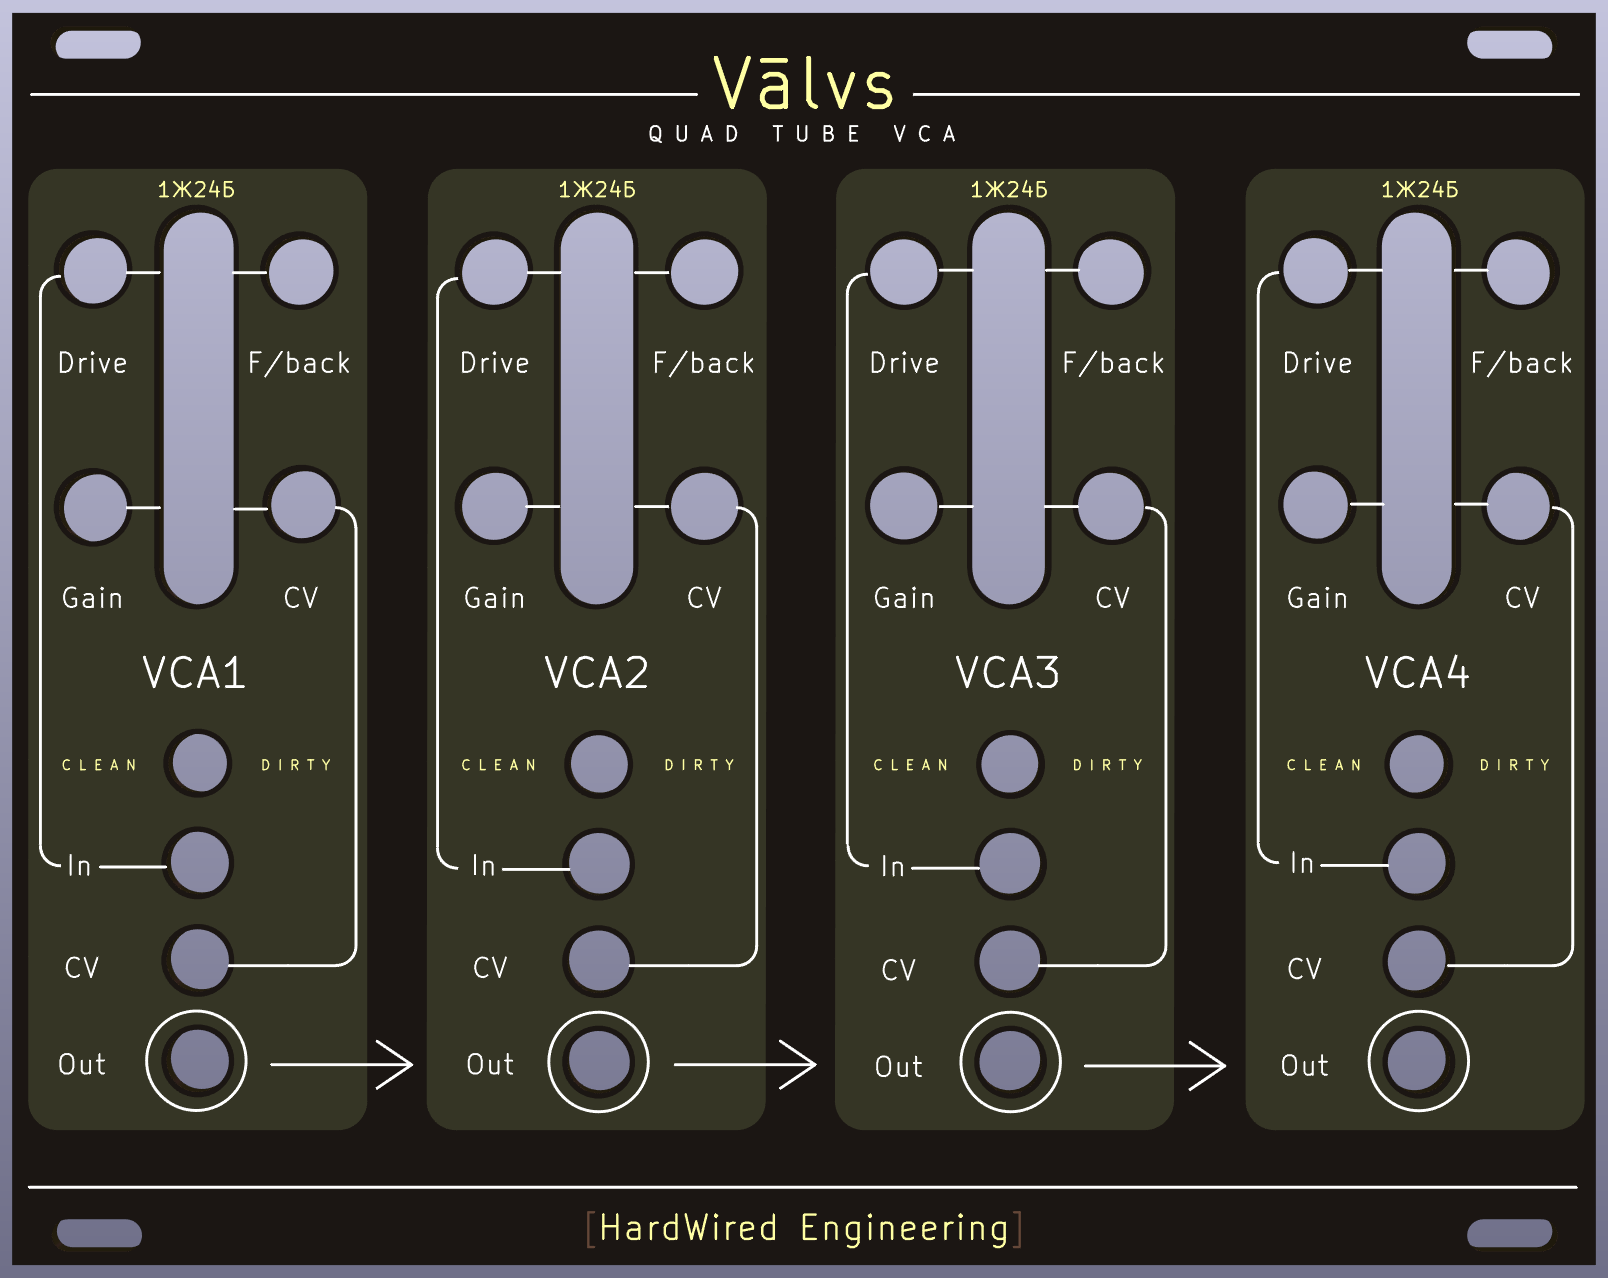 Vālvs
QUAD TUBE VCA
1Ж24Б 1Ж24Б 1Ж24Б 1Ж24Б
Drive F/back Drive F/back Drive F/back Drive F/back
Gain CV Gain CV Gain CV Gain CV
VCA1 VCA2 VCA3 VCA4
CLEAN DIRTY CLEAN DIRTY CLEAN DIRTY CLEAN DIRTY
In In In In
CV CV CV CV
Out Out Out Out
[HardWired Engineering]